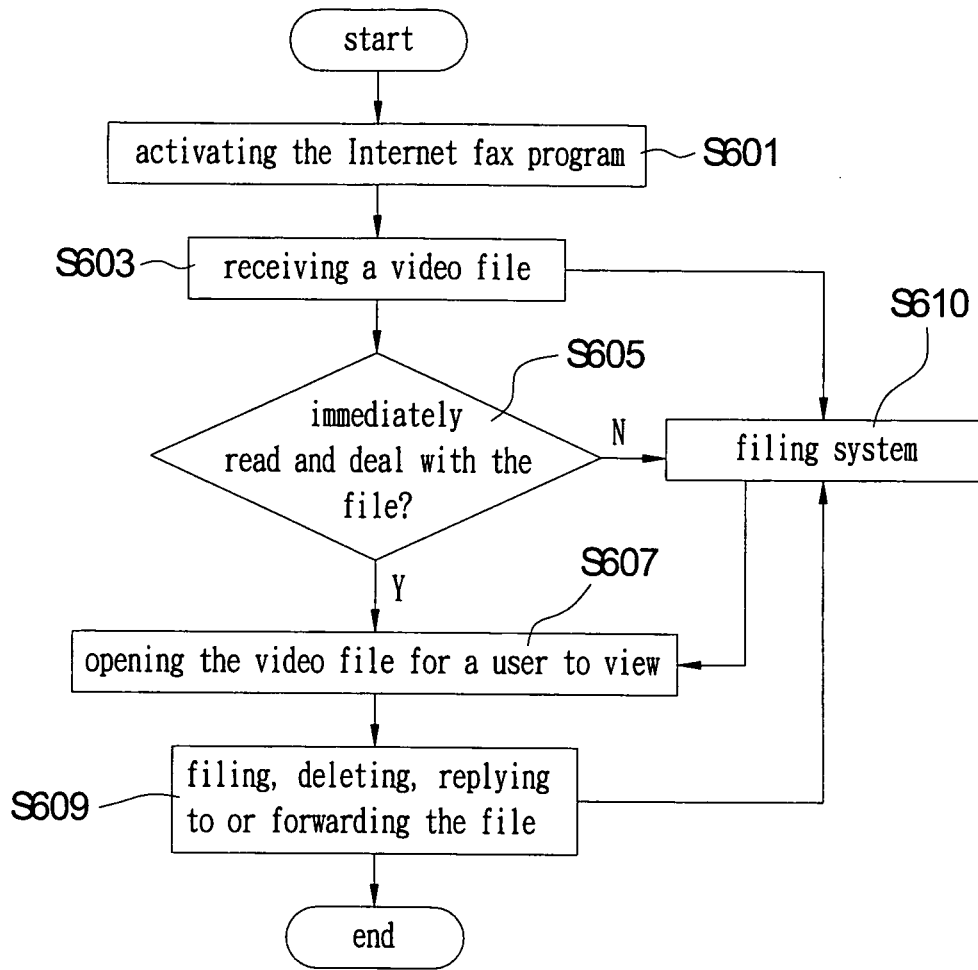 start
activating the Internet fax program
S601
S603
receiving a video file
S610
S605
immediately
read and deal with the
file?
N
filing system
Y
S607
opening the video file for a user to view
filing, deleting, replying
to or forwarding the file
S609
end